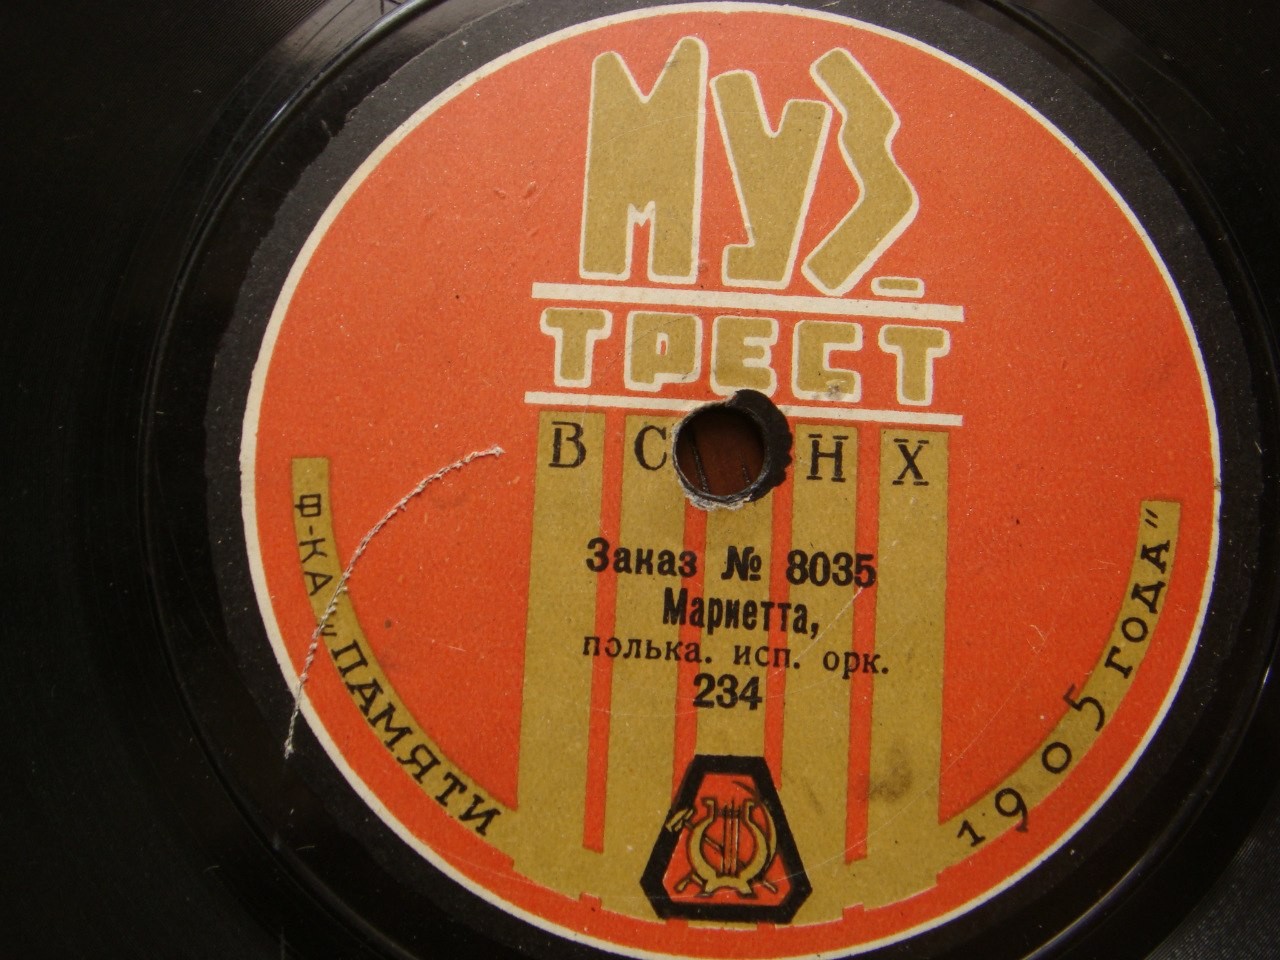 МУЗ.
ТРЕСТ
В С Н Х
Заказ № 8035
Мариетта,
полька. исп. орк.
234
Ф-КА „ПАМЯТИ 1905 ГОДА"